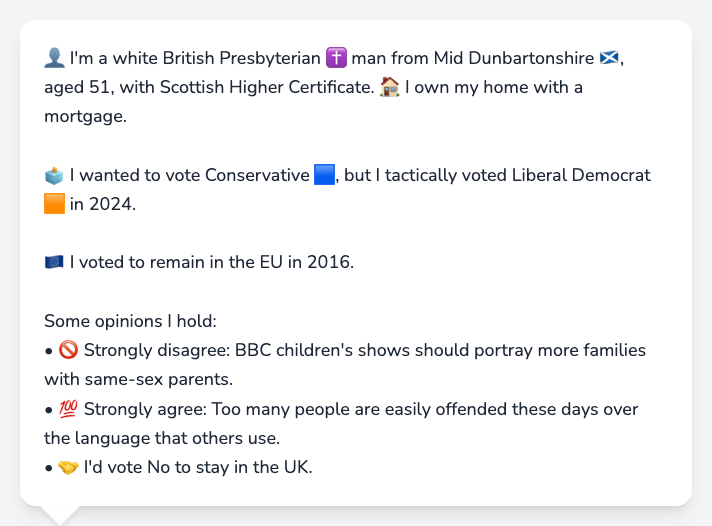 👤 I'm a white British Presbyterian ✝️ man from Mid Dunbartonshire 🏴󠁧󠁢󠁳󠁣󠁴󠁿,
aged 51, with Scottish Higher Certificate. 🏠 I own my home with a
mortgage.
🗳️ I wanted to vote Conservative 🟦, but I tactically voted Liberal Democrat
🟧 in 2024.
🇪🇺 I voted to remain in the EU in 2016.
Some opinions I hold:
• 🚫 Strongly disagree: BBC children's shows should portray more families
with same-sex parents.
• 💯 Strongly agree: Too many people are easily offended these days over
the language that others use.
• 🤝 I'd vote No to stay in the UK.